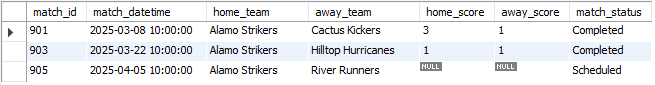 match_id match_datetime home_team away_team home_score away_score match_status
901 2025-03-08 10:00:00 Alamo Strikers Cactus Kickers 3 1 Completed
903 2025-03-22 10:00:00 Alamo Strikers Hilltop Hurricanes 1 1 Completed
905 2025-04-05 10:00:00 Alamo Strikers River Runners NULL NULL Scheduled